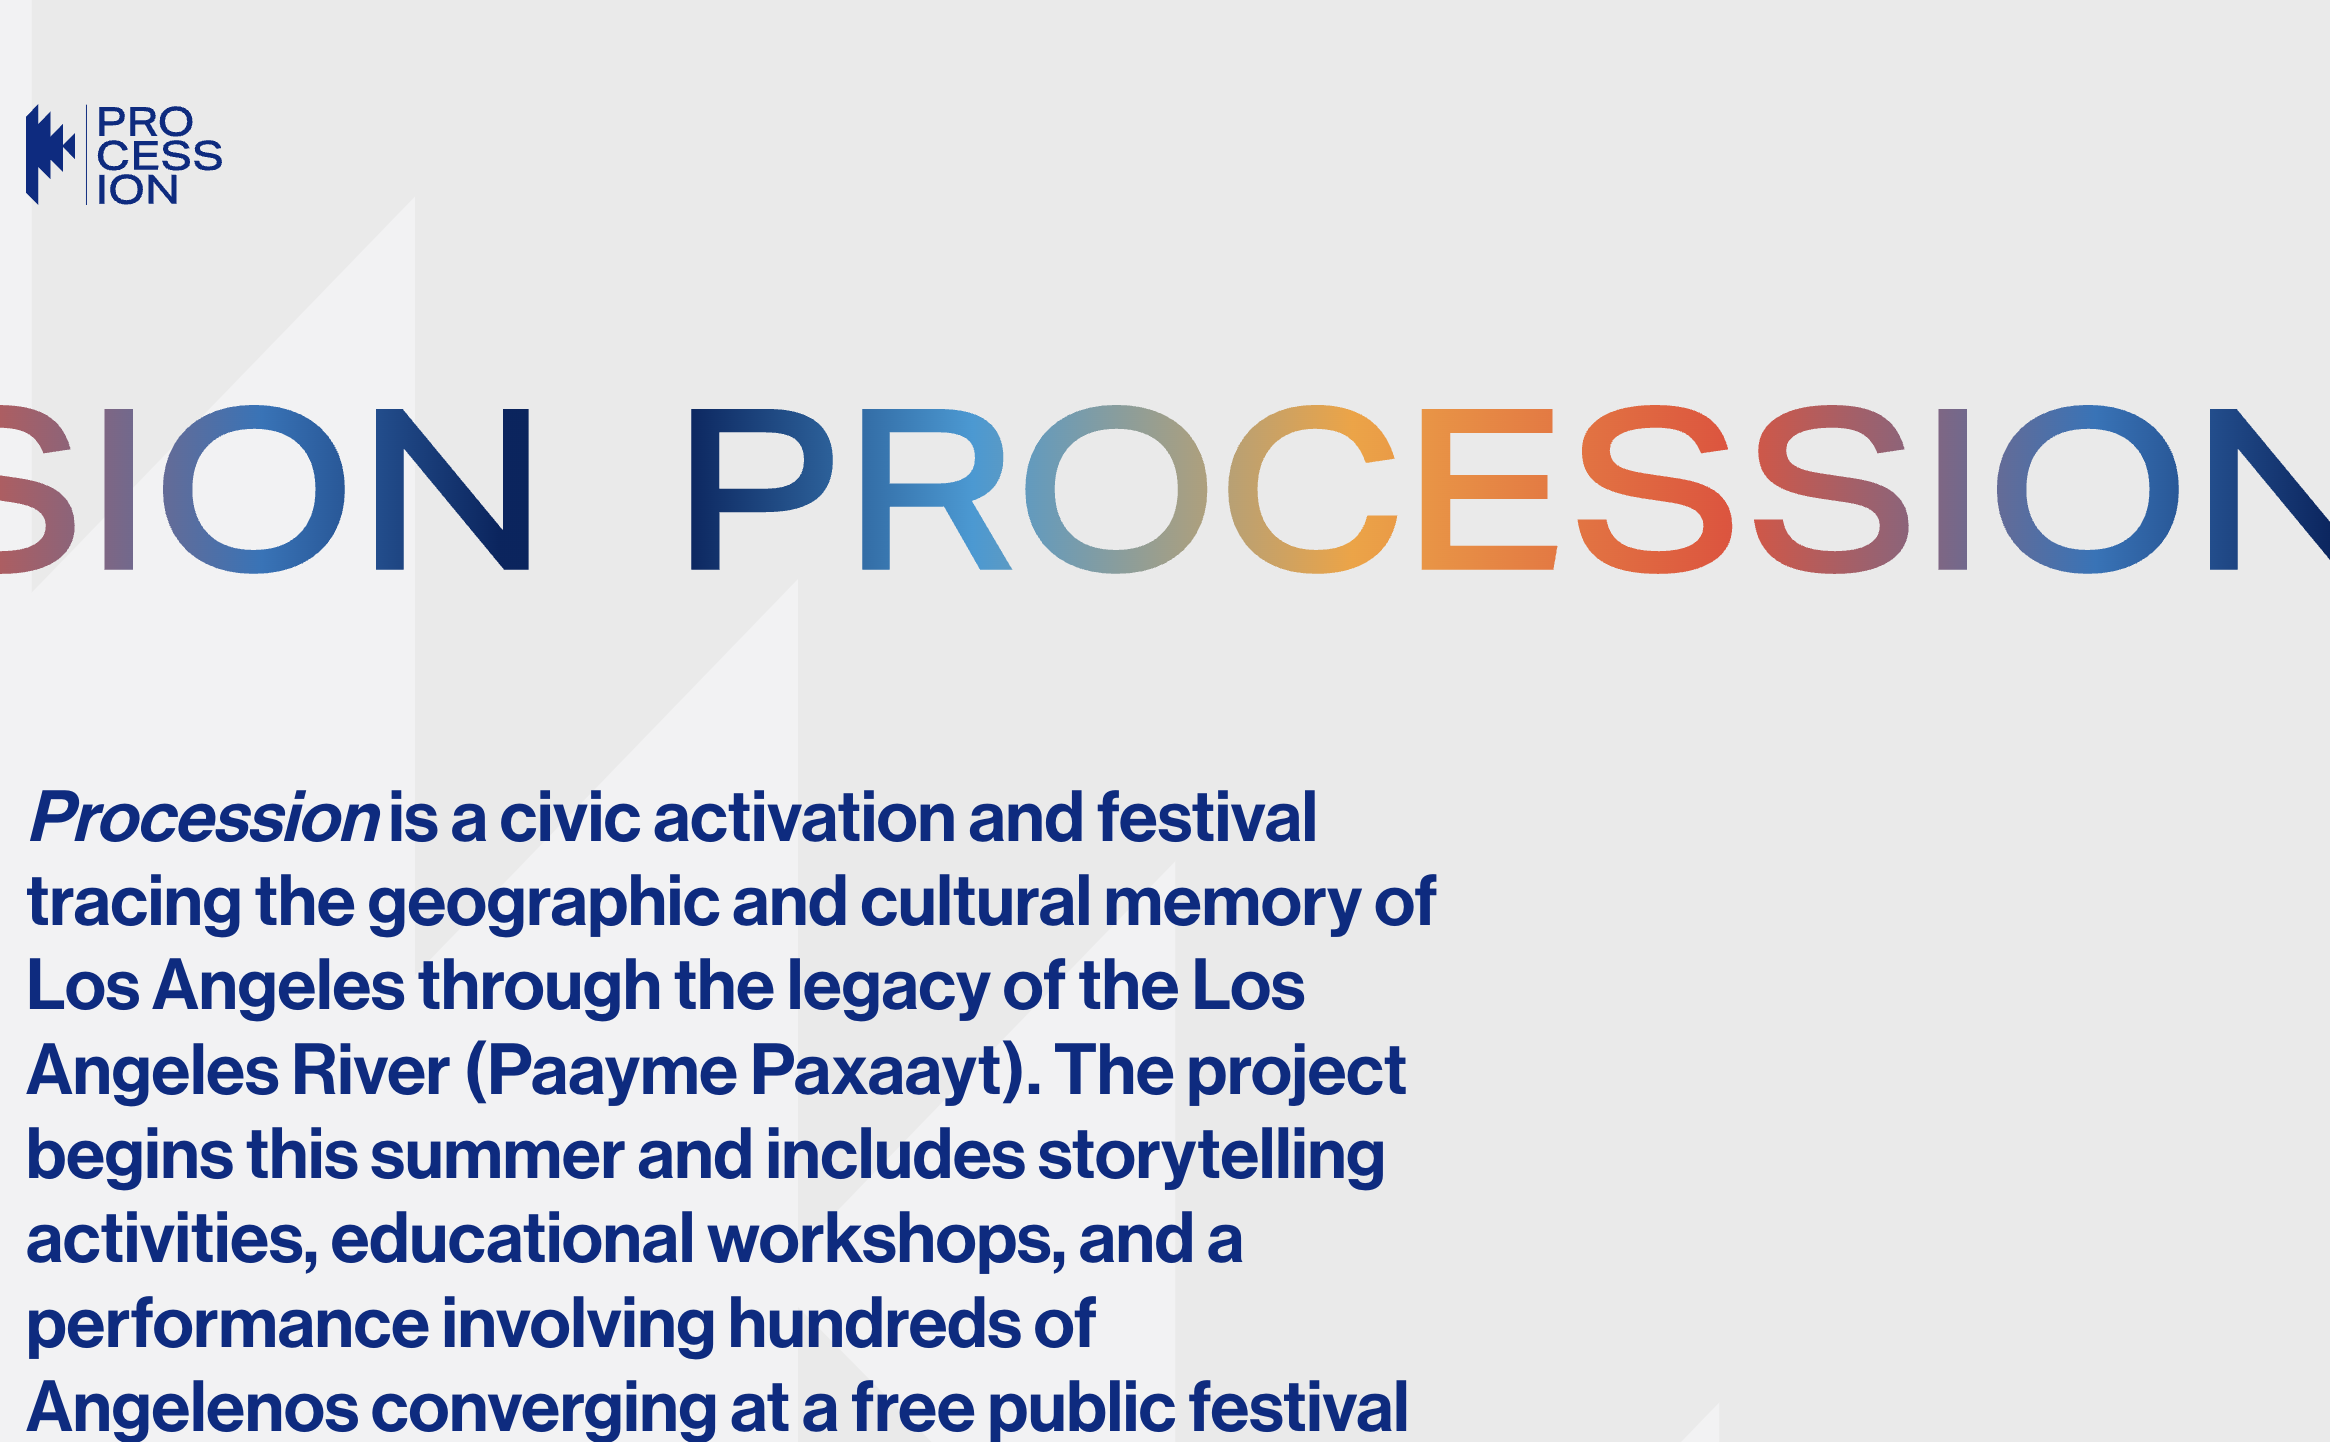 PRO
CESS
ION
SION PROCESSION
Procession is a civic activation and festival
tracing the geographic and cultural memory of
Los Angeles through the legacy of the Los
Angeles River (Paayme Paxaayt). The project
begins this summer and includes storytelling
activities, educational workshops, and a
performance involving hundreds of
Angelenos converging at a free public festival